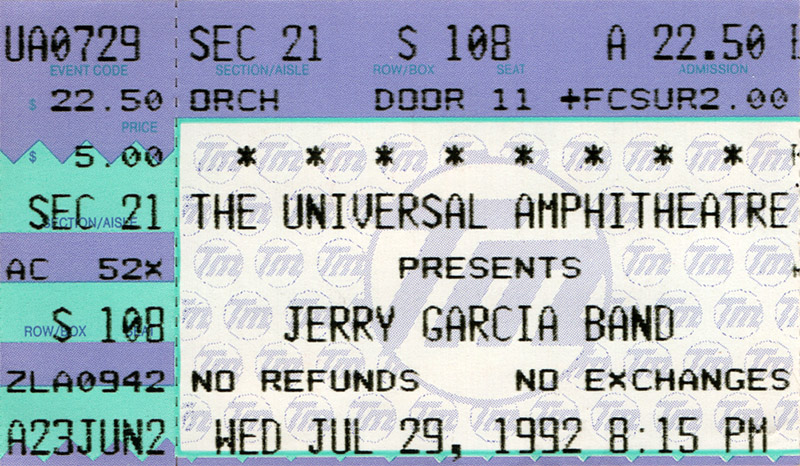 UA0729 SEC 21 S 108 A 22.50
EVENT CODE SECTION/AISLE ROW/BOX SEAT ADMISSION
$ 22.50 ORCH DOOR 11 +FCSUR2.00
PRICE
$ 5.00 * * * * * * * *
SEC 21 THE UNIVERSAL AMPHITHEATRE
SECTION/AISLE
AC 52X PRESENTS
S 108 JERRY GARCIA BAND
ROW/BOX SEAT
ZLA0942 NO REFUNDS NO EXCHANGES
A23JUN2 WED JUL 29, 1992 8:15 PM